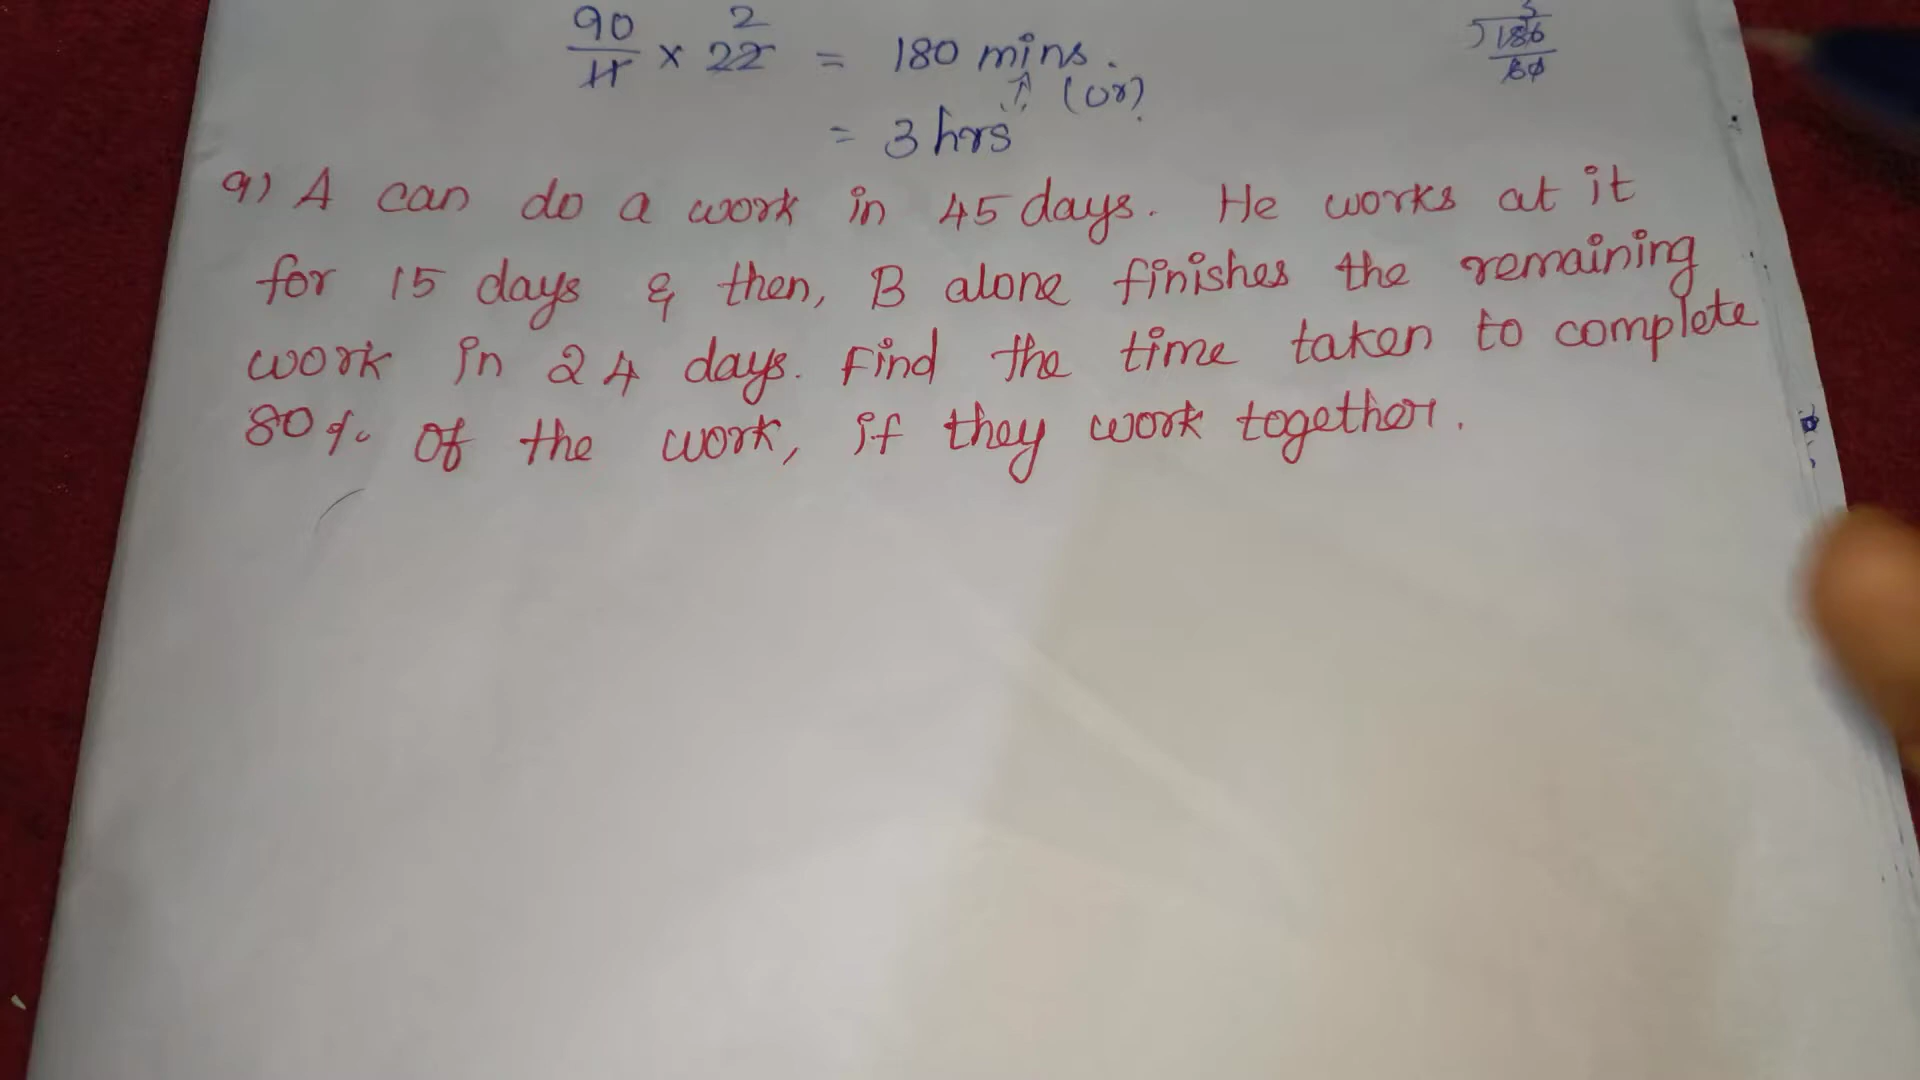 90/11 × 2/22 = 180 mins.
(or)
= 3 hrs
9) A can do a work in 45 days. He works at it
for 15 days & then, B alone finishes the remaining
work in 24 days. Find the time taken to complete
80% of the work, if they work together.